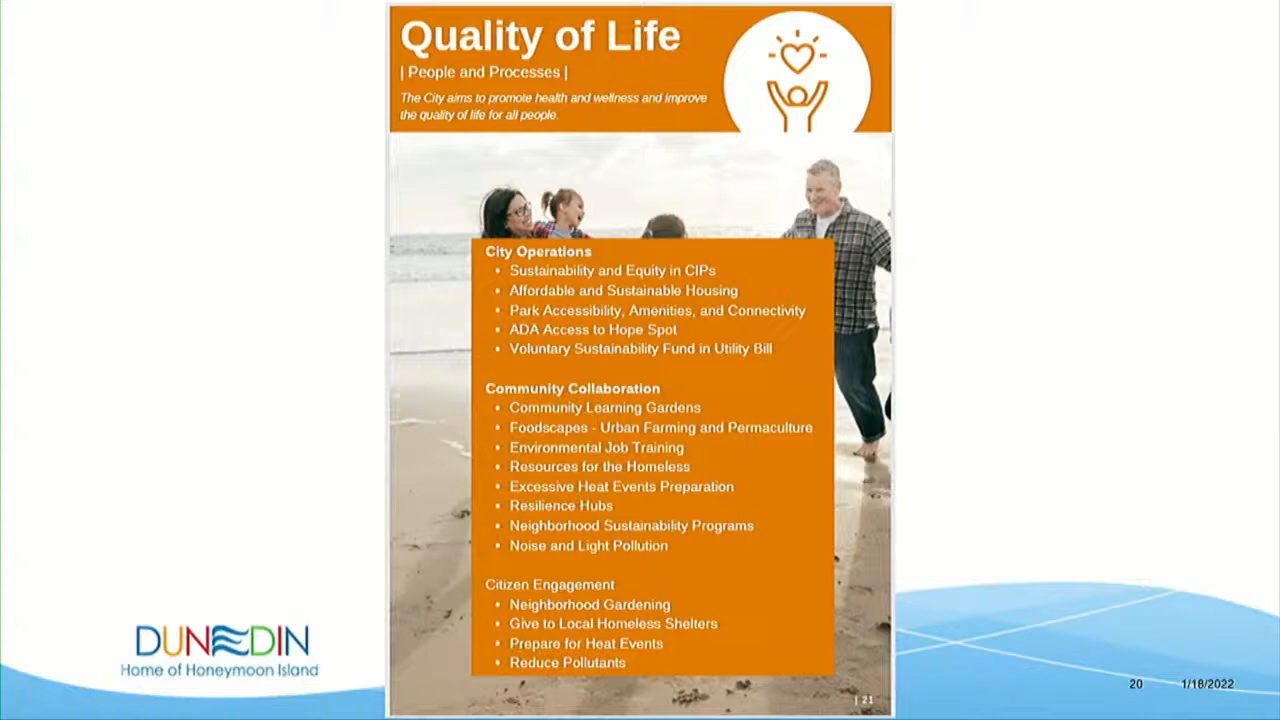 Quality of Life
| People and Processes |
The City aims to promote health and wellness and improve
the quality of life for all people.
City Operations
• Sustainability and Equity in CIPs
• Affordable and Sustainable Housing
• Park Accessibility, Amenities, and Connectivity
• ADA Access to Hope Spot
• Voluntary Sustainability Fund in Utility Bill
Community Collaboration
• Community Learning Gardens
• Foodscapes - Urban Farming and Permaculture
• Environmental Job Training
• Resources for the Homeless
• Excessive Heat Events Preparation
• Resilience Hubs
• Neighborhood Sustainability Programs
• Noise and Light Pollution
Citizen Engagement
• Neighborhood Gardening
• Give to Local Homeless Shelters
• Prepare for Heat Events
• Reduce Pollutants
| 21
DUNEDIN
Home of Honeymoon Island
20 1/18/2022